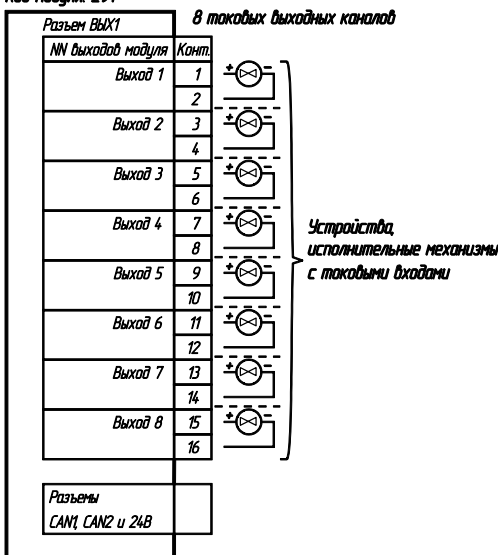 Разъем ВЫХ1
8 токовых выходных каналов
NN выходов модуля Конт.
Выход 1 1
2
Выход 2 3
4
Выход 3 5
6
Выход 4 7
8
Выход 5 9
10
Выход 6 11
12
Выход 7 13
14
Выход 8 15
16
+ -
+ -
+ -
+ -
+ -
+ -
+ -
+ -
Устройства,
исполнительные механизмы
с токовыми входами
Разъемы
CAN1, CAN2 и 24В